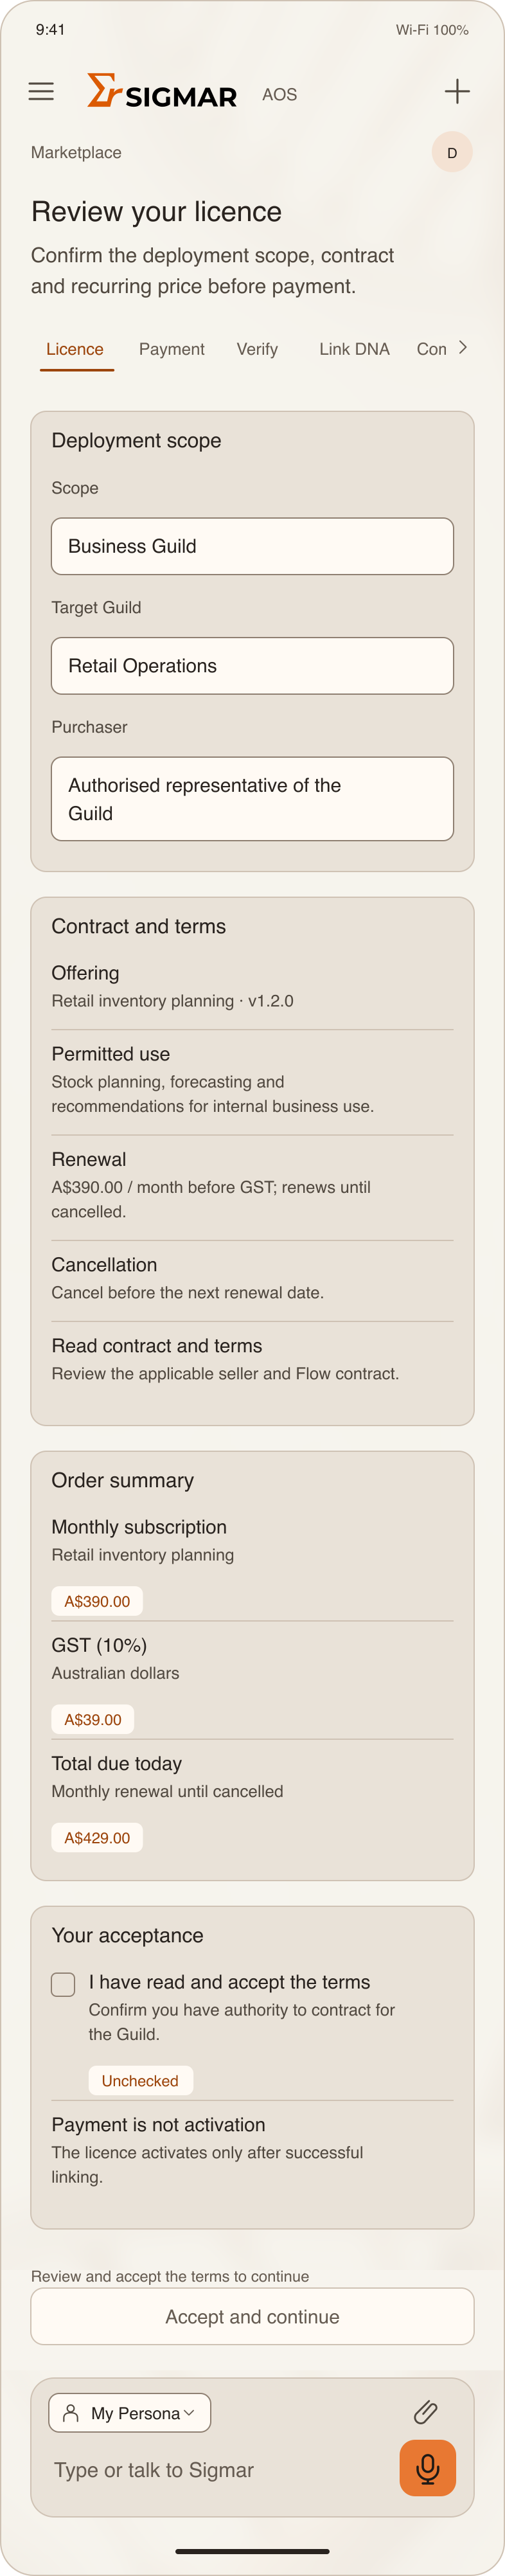 9:41
Wi-Fi 100%
SIGMAR
AOS
Marketplace
D
Review your licence
Confirm the deployment scope, contract
and recurring price before payment.
Licence
Payment
Verify
Link DNA
Con
Deployment scope
Scope
Business Guild
Target Guild
Retail Operations
Purchaser
Authorised representative of the
Guild
Contract and terms
Offering
Retail inventory planning · v1.2.0
Permitted use
Stock planning, forecasting and
recommendations for internal business use.
Renewal
A$390.00 / month before GST; renews until
cancelled.
Cancellation
Cancel before the next renewal date.
Read contract and terms
Review the applicable seller and Flow contract.
Order summary
Monthly subscription
Retail inventory planning
A$390.00
GST (10%)
Australian dollars
A$39.00
Total due today
Monthly renewal until cancelled
A$429.00
Your acceptance
I have read and accept the terms
Confirm you have authority to contract for
the Guild.
Unchecked
Payment is not activation
The licence activates only after successful
linking.
Review and accept the terms to continue
Accept and continue
My Persona
Type or talk to Sigmar